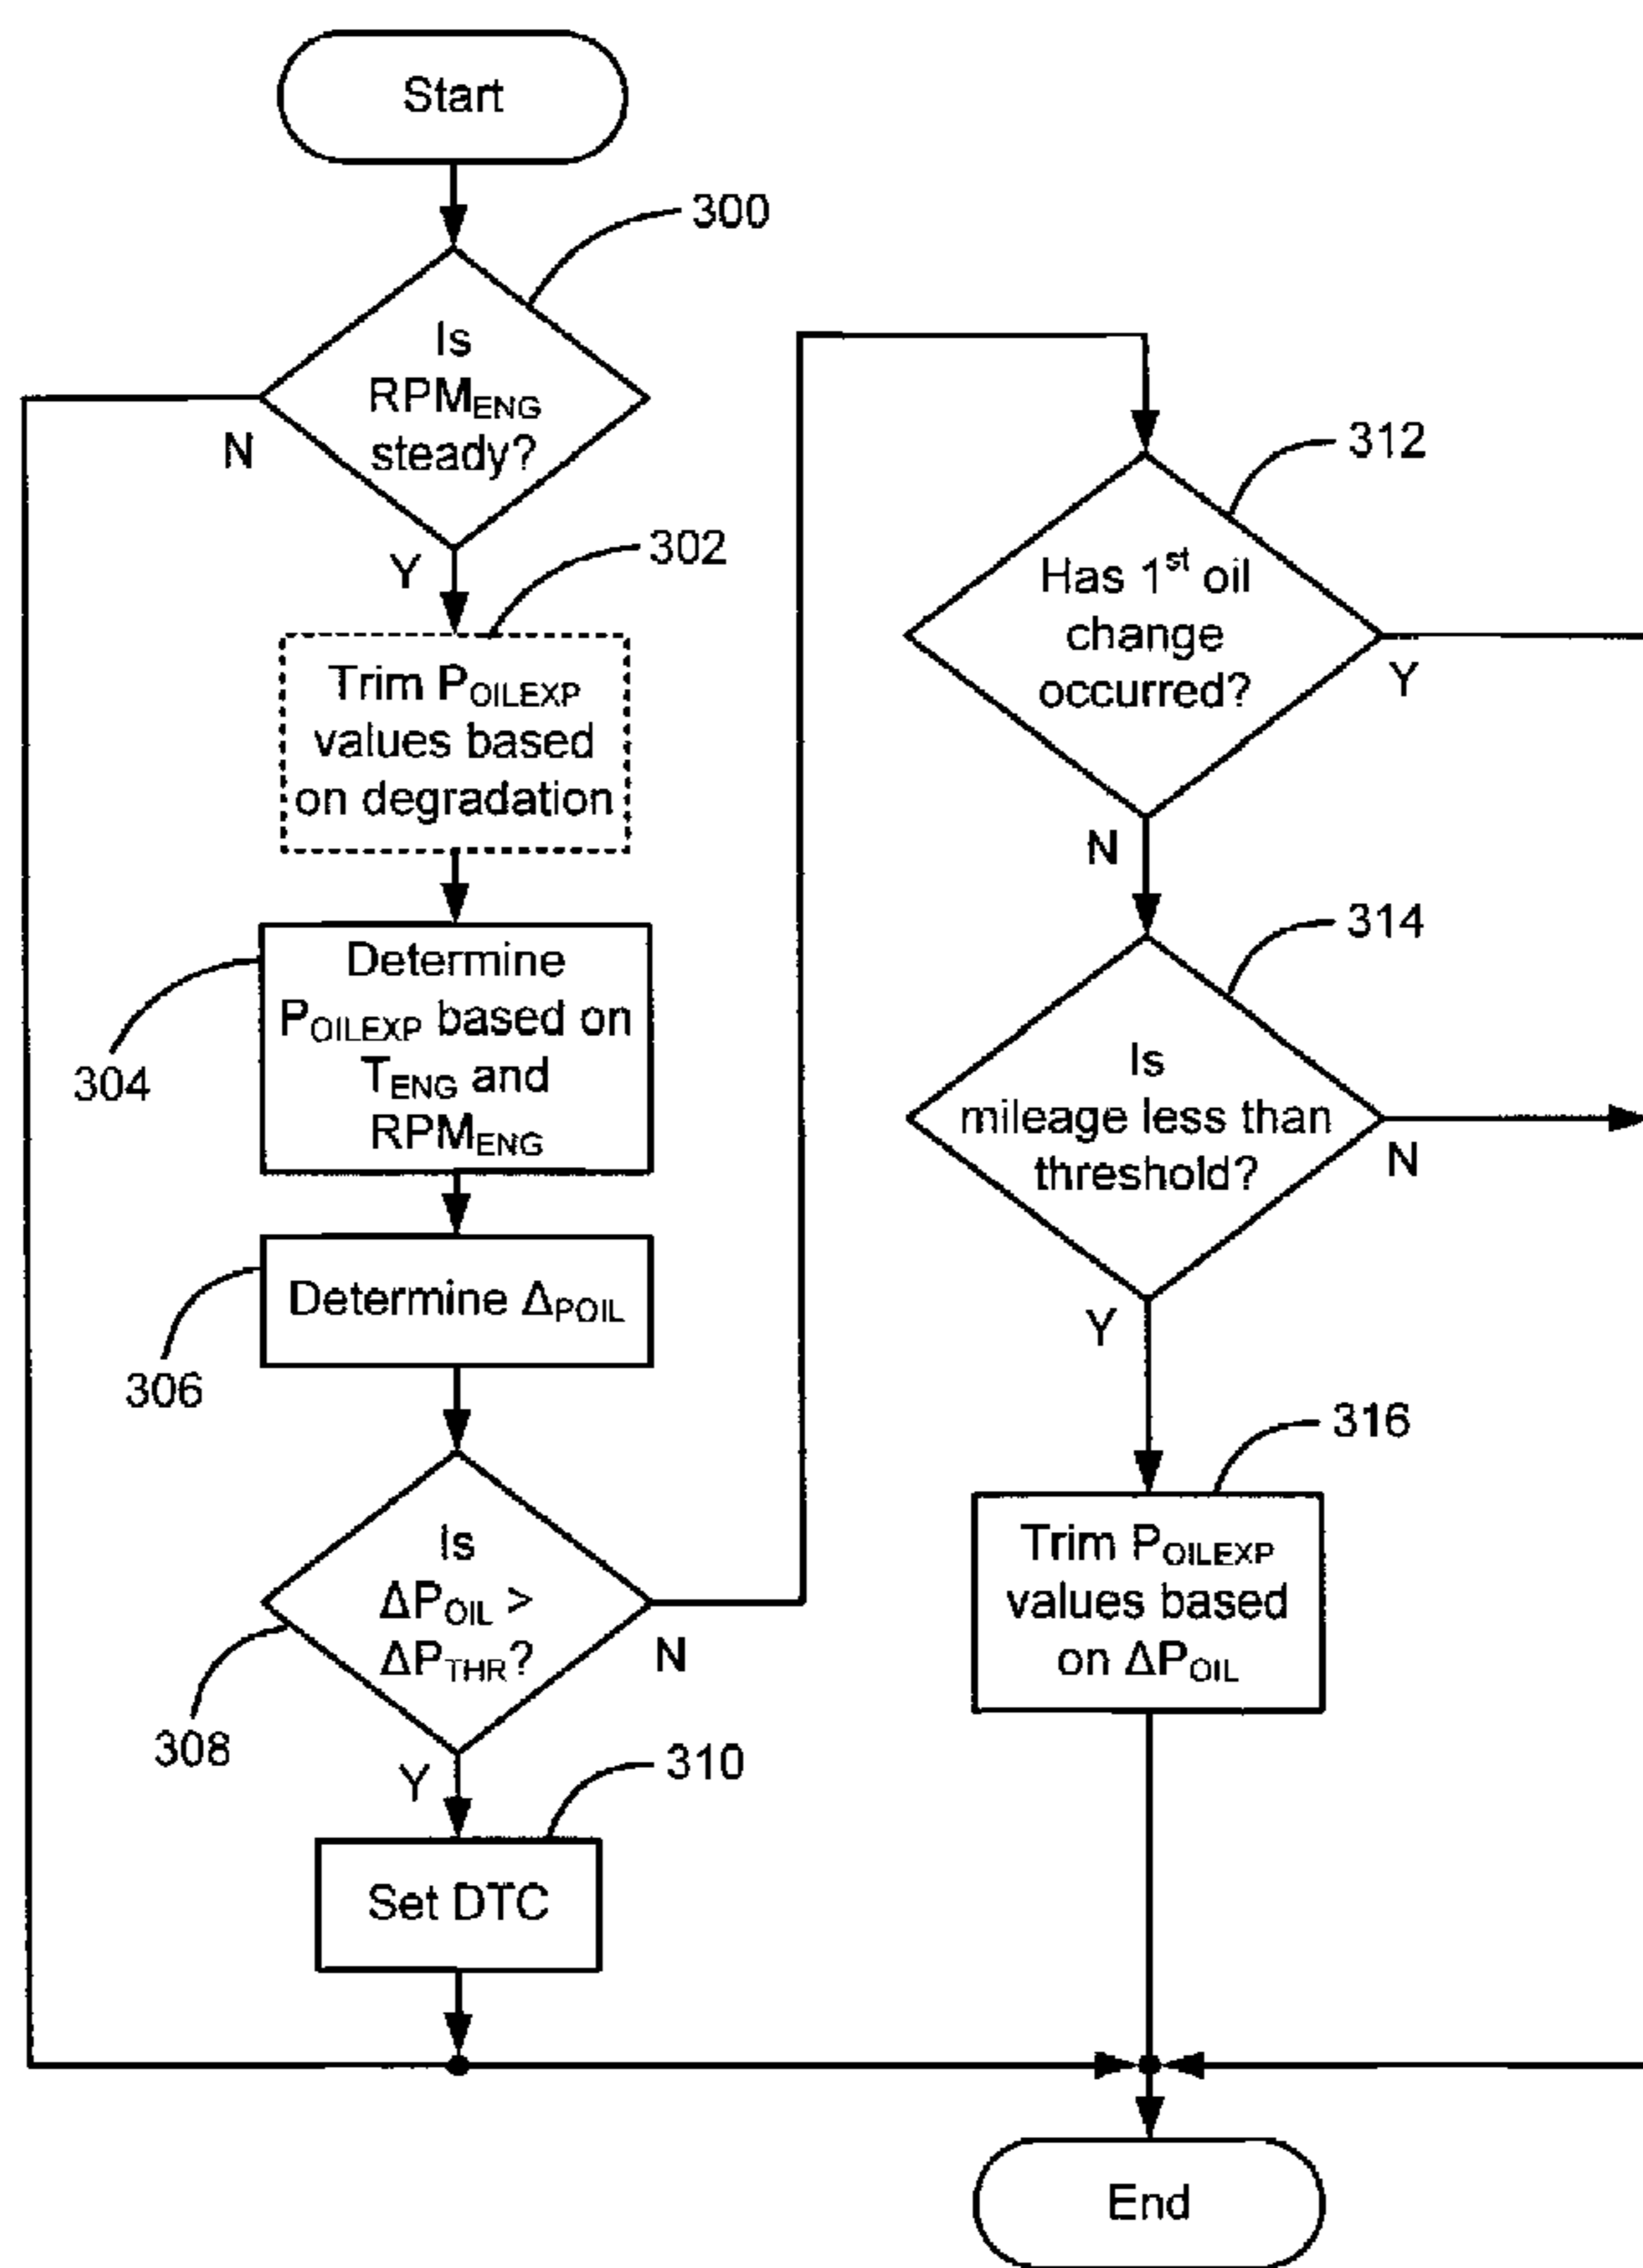 Start
300
Is
RPMENG
steady?
N
Y
302
Trim POILEXP
values based
on degradation
304
Determine
POILEXP based on
TENG and
RPMENG
306
Determine ΔPOIL
308
Is
ΔPOIL >
ΔPTHR?
N
Y
310
Set DTC
312
Has 1st oil
change
occurred?
Y
N
314
Is
mileage less than
threshold?
N
Y
316
Trim POILEXP
values based
on ΔPOIL
End